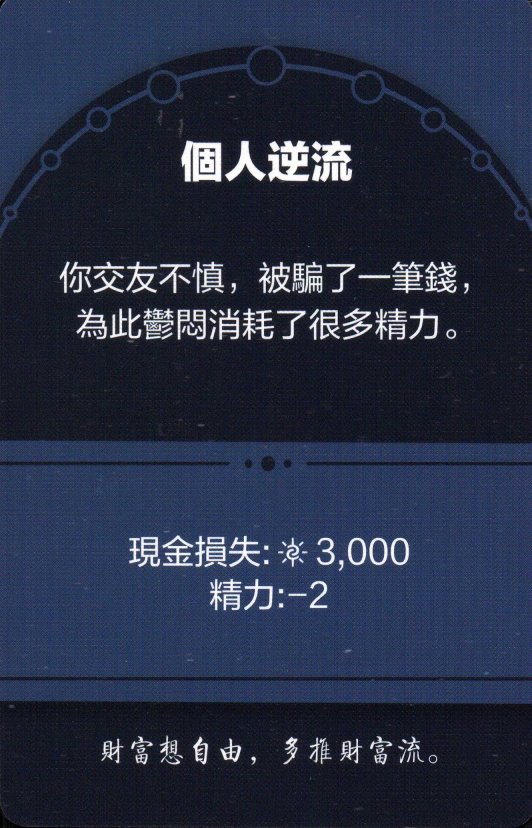 個人逆流
你交友不慎，被騙了一筆錢，
為此鬱悶消耗了很多精力。
現金損失: 3,000
精力:−2
財富想自由，多推財富流。